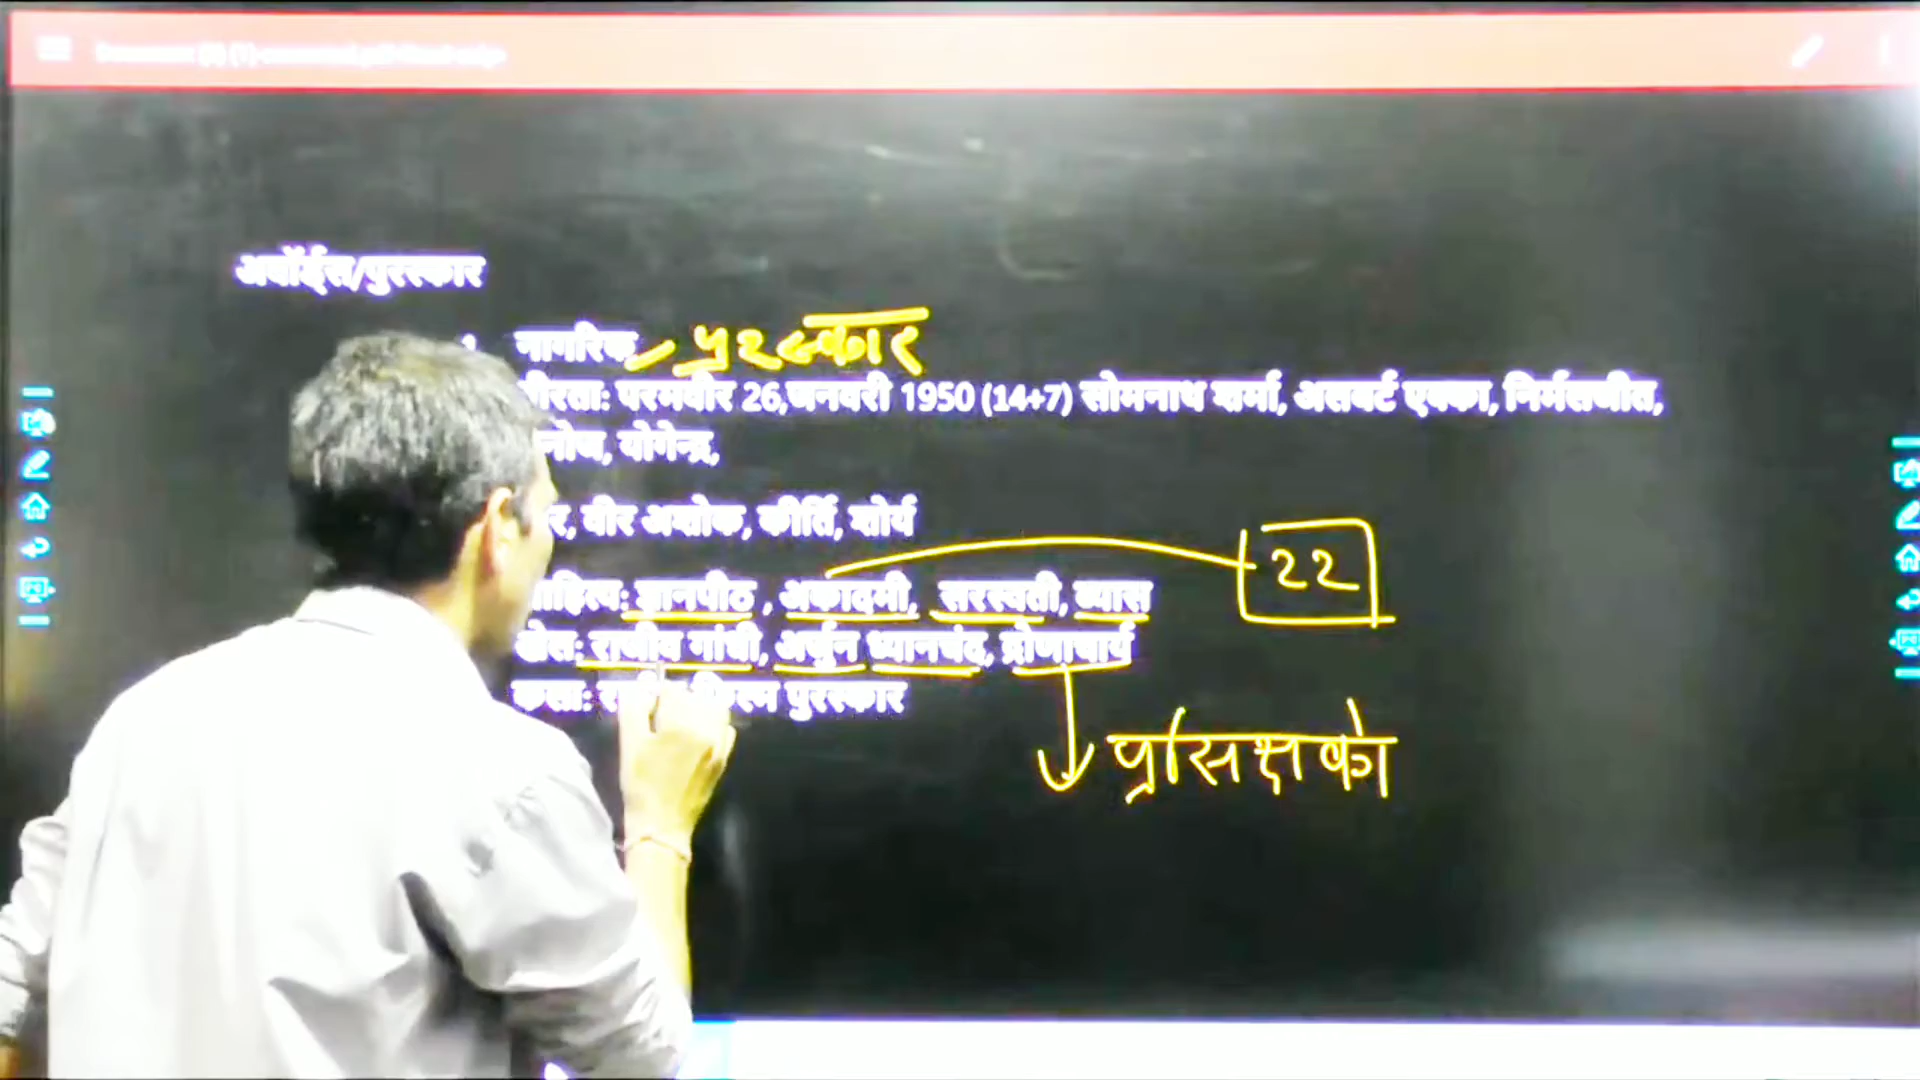 अवॉर्ड्स/पुरस्कार
नागरिक पुरस्कार
वीरता: परमवीर 26,जनवरी 1950 (14+7) सोमनाथ शर्मा, अलबर्ट एक्का, निर्मलजीत,
योगेन्द्र,
वीर अशोक, कीर्ति, शोर्य
22
साहित्य: ज्ञानपीठ , अकादमी, सरस्वती, व्यास
खेल: राजीव गांधी, अर्जुन ध्यानचंद, द्रोणाचार्य
कला: पुरस्कार
प्रसिक्षको